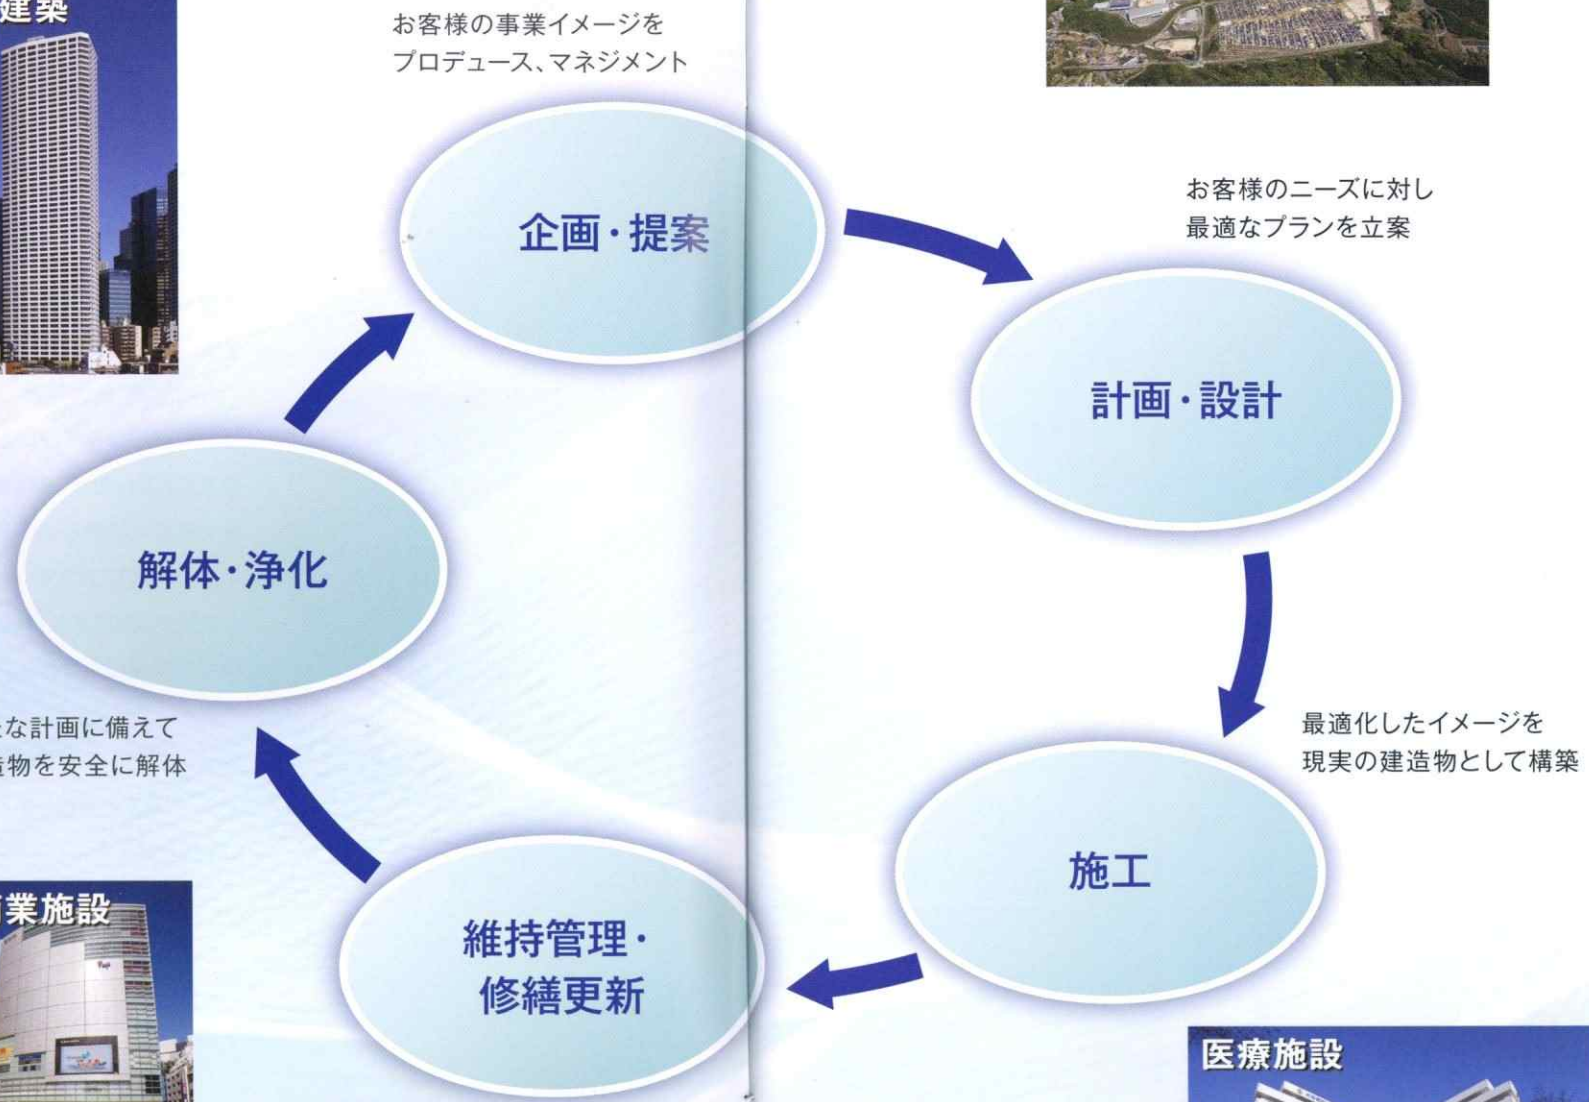 建築
お客様の事業イメージを
プロデュース、マネジメント
企画・提案
お客様のニーズに対し
最適なプランを立案
計画・設計
解体・浄化
な計画に備えて
物を安全に解体
最適化したイメージを
現実の建造物として構築
施工
維持管理・
修繕更新
業施設
医療施設